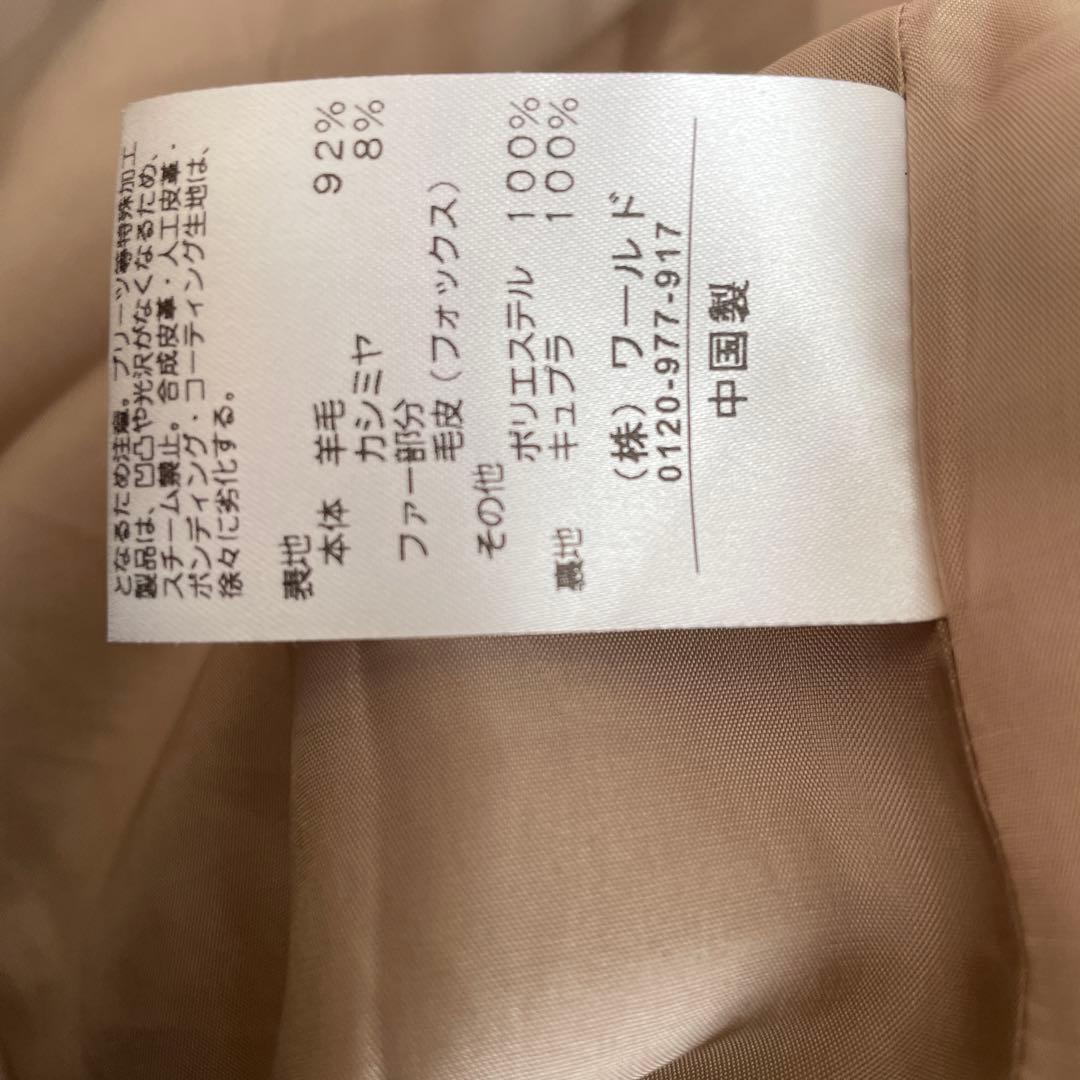 となるため注意。プリーツ等特殊加工
製品は、凹凸や光沢がなくなるため、
スチーム禁止。合成皮革・人工皮革・
ボンディング・コーティング生地は、
徐々に劣化する。
表地
本体 羊毛 92%
カシミヤ 8%
ファー部分
毛皮(フォックス)
その他
ポリエステル 100%
裏地 キュプラ 100%
(株)ワールド
0120-977-917
中国製